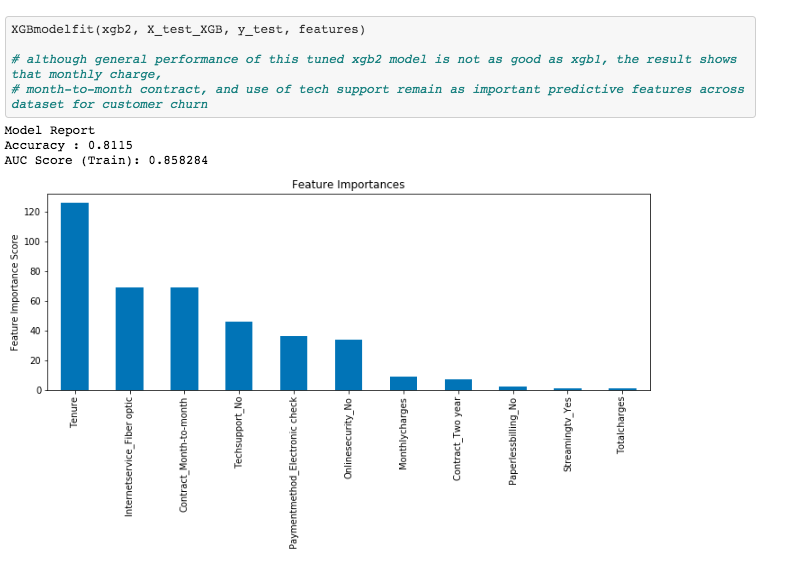 XGBmodelfit(xgb2, X_test_XGB, y_test, features)
# although general performance of this tuned xgb2 model is not as good as xgb1, the result shows
that monthly charge,
# month-to-month contract, and use of tech support remain as important predictive features across
dataset for customer churn
Model Report
Accuracy : 0.8115
AUC Score (Train): 0.858284
Feature Importances
Feature Importance Score
120
100
80
60
40
20
0
Tenure
Internetservice_Fiber optic
Contract_Month-to-month
Techsupport_No
Paymentmethod_Electronic check
Onlinesecurity_No
Monthlycharges
Contract_Two year
Paperlessbilling_No
Streamingtv_Yes
Totalcharges